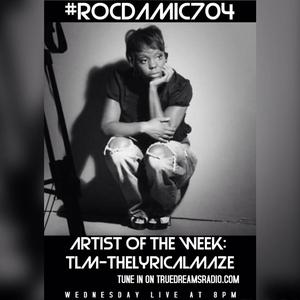 #ROCDAMIC704
ARTIST OF THE WEEK:
TLM-THELYRICALMAZE
TUNE IN ON TRUEDREAMSRADIO.COM
WEDNESDAY LIVE AT 8PM